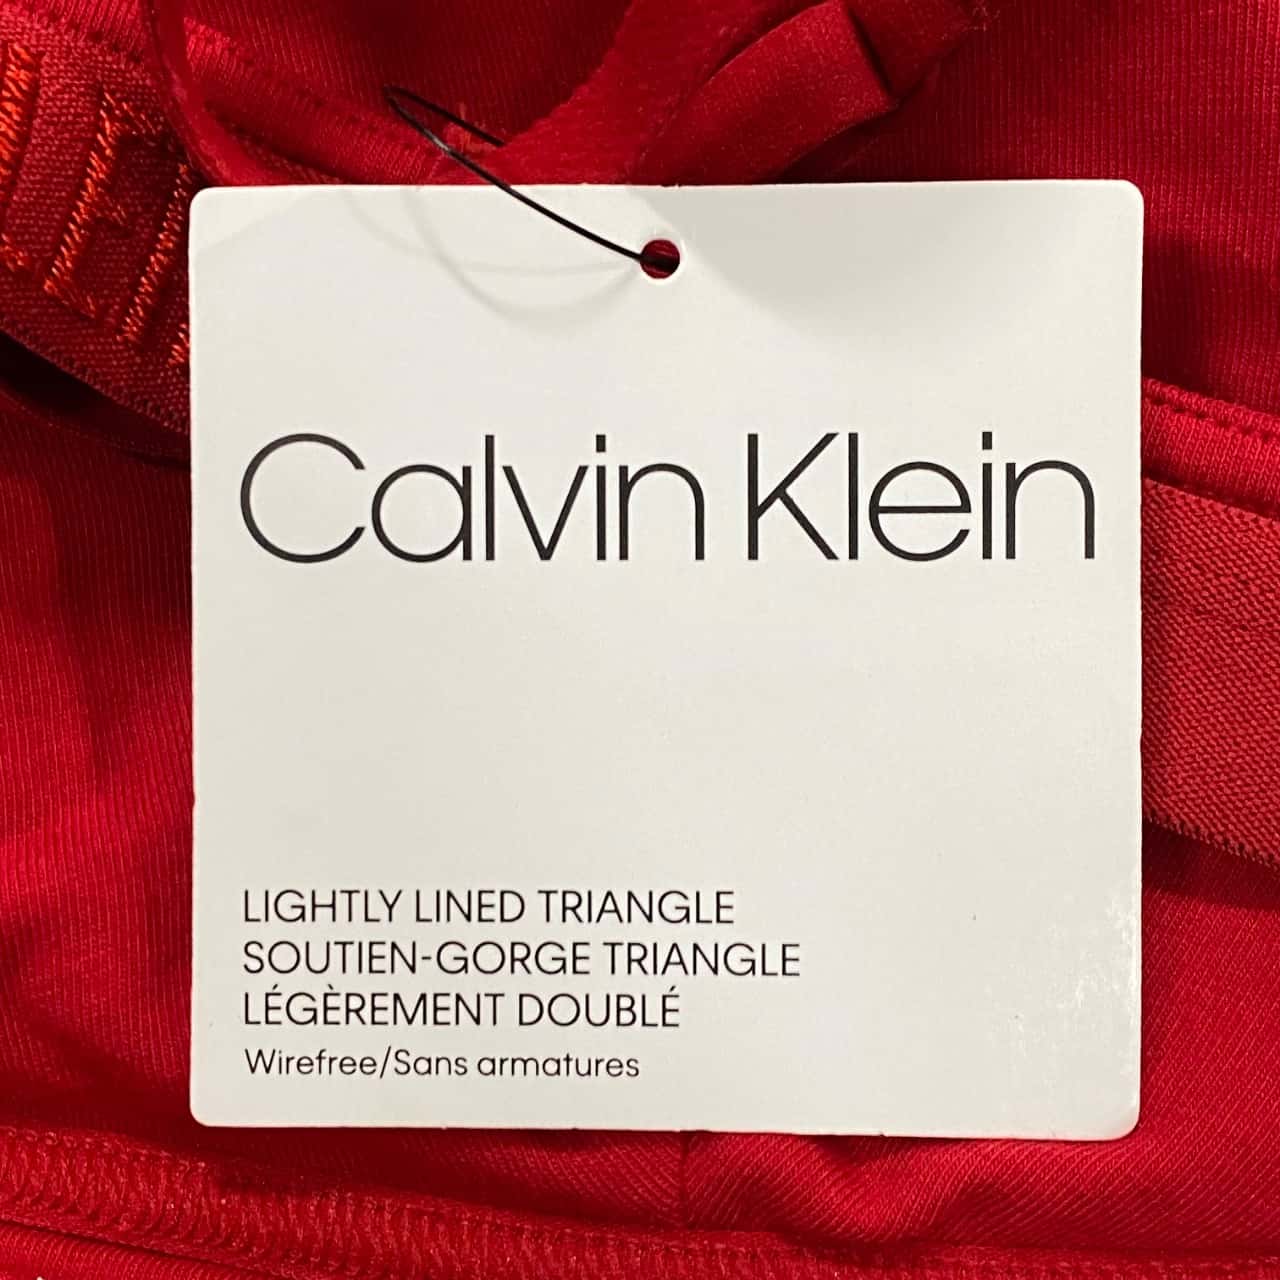 Calvin Klein
LIGHTLY LINED TRIANGLE
SOUTIEN-GORGE TRIANGLE
LÉGÈREMENT DOUBLÉ
Wirefree/Sans armatures